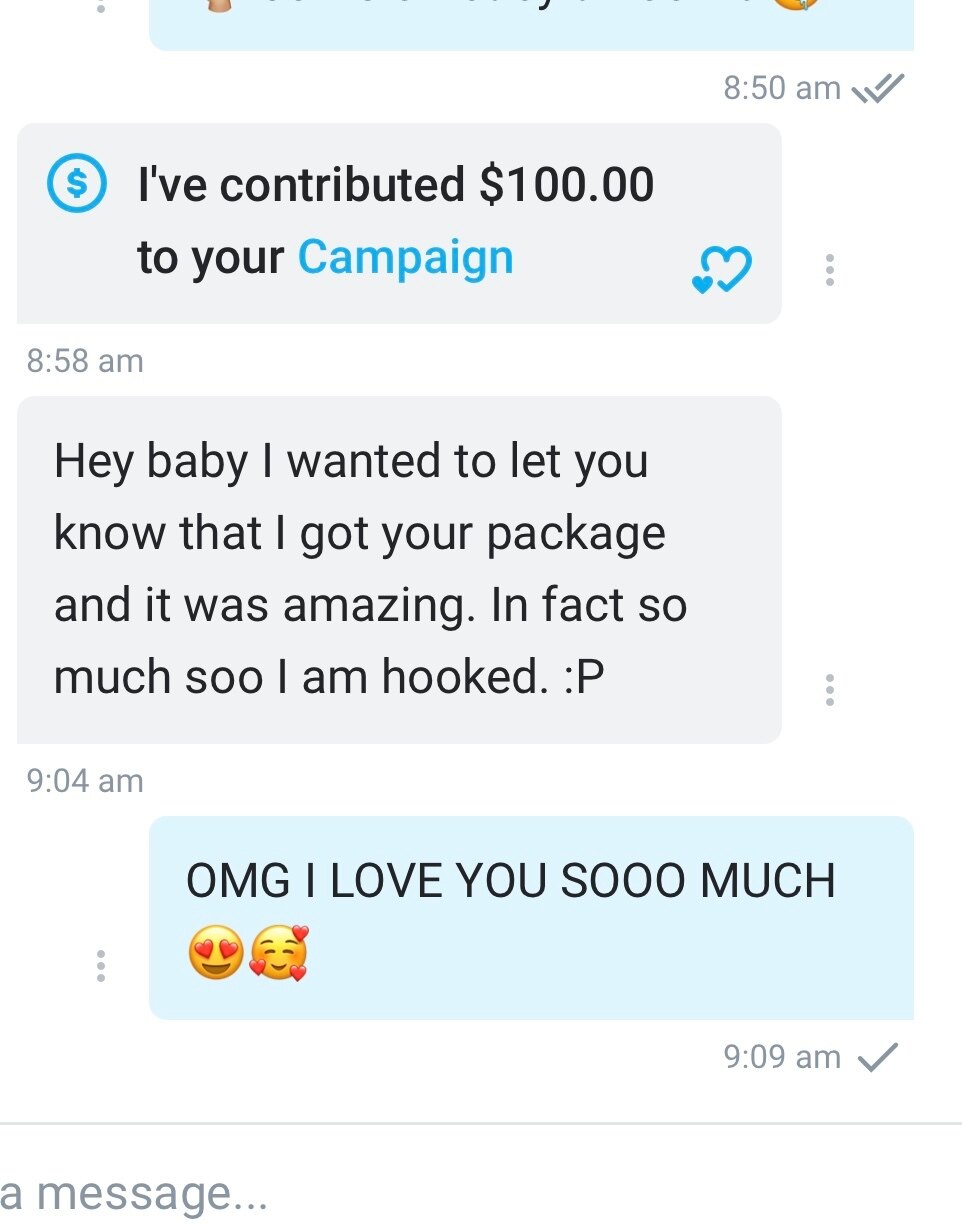 8:50 am
I've contributed $100.00
to your Campaign
8:58 am
Hey baby I wanted to let you
know that I got your package
and it was amazing. In fact so
much soo I am hooked. :P
9:04 am
OMG I LOVE YOU SOOO MUCH
😍🥰
9:09 am
a message...